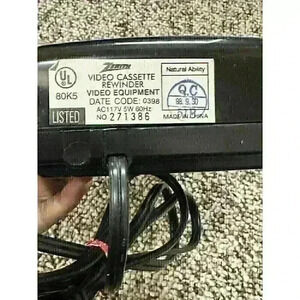 UL
80K5
LISTED
ZENITH
VIDEO CASSETTE
REWINDER
VIDEO EQUIPMENT
DATE CODE: 0398
AC117V 5W 60Hz
NO 271386
Natural Ability
Q.C
98.9.30
MADE IN CHINA